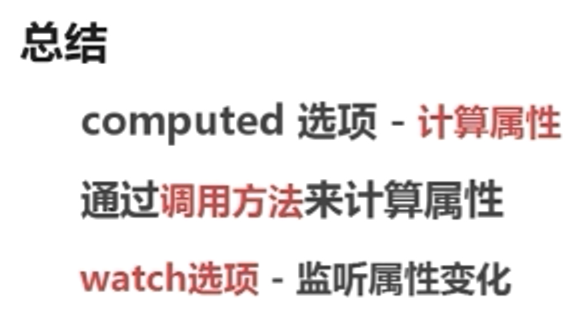 总结
computed 选项 - 计算属性
通过调用方法来计算属性
watch选项 - 监听属性变化